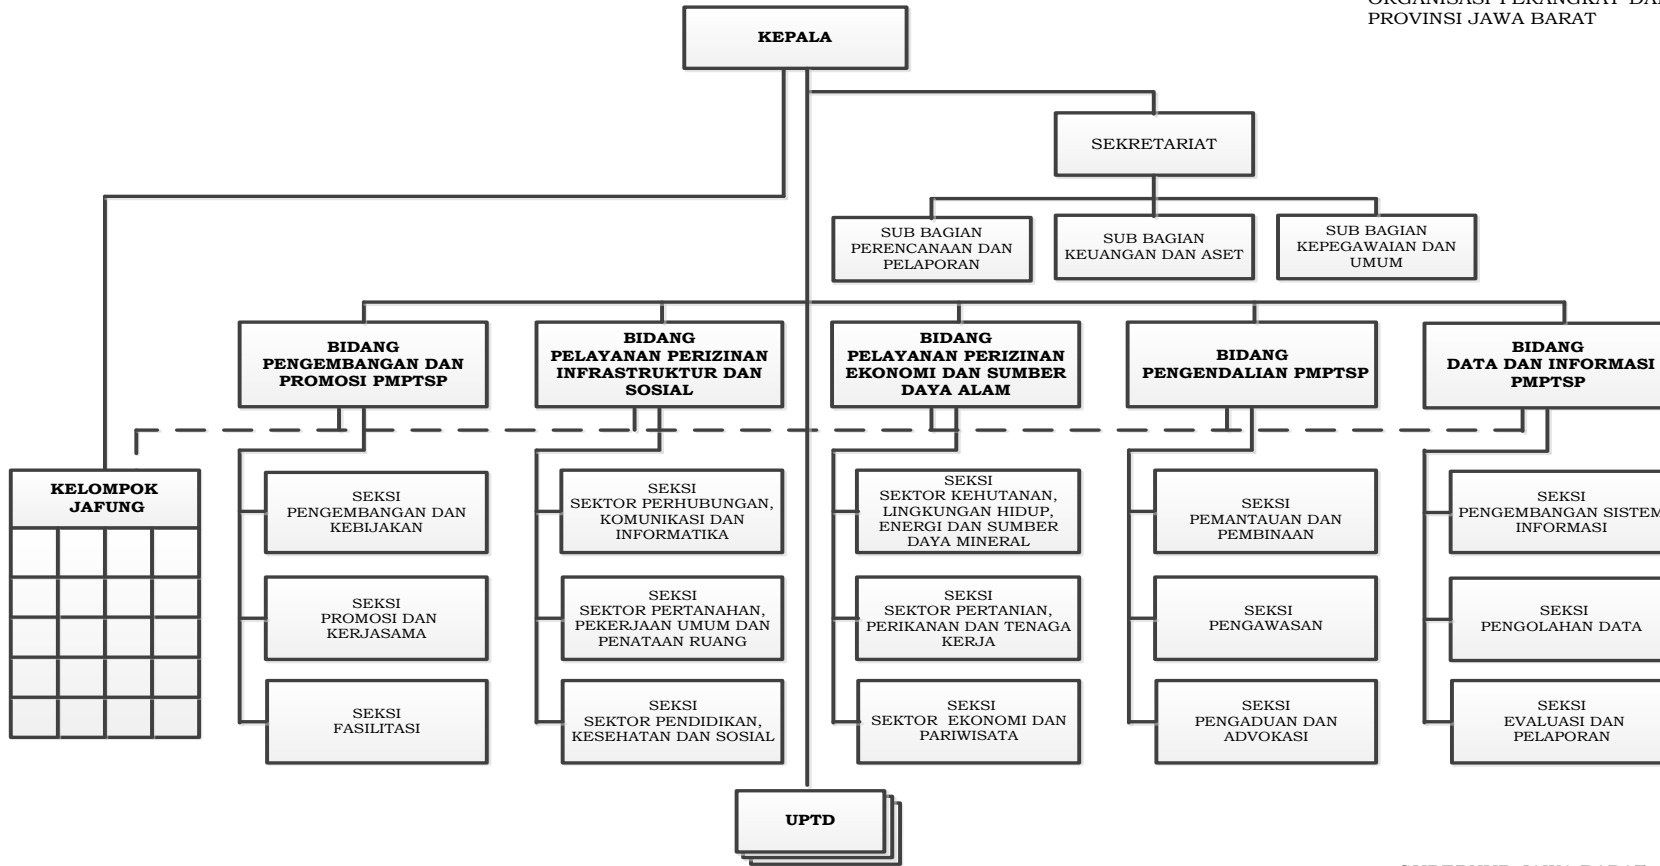 PROVINSI JAWA BARAT
KEPALA
SEKRETARIAT
SUB BAGIAN
PERENCANAAN DAN
PELAPORAN
SUB BAGIAN
KEUANGAN DAN ASET
SUB BAGIAN
KEPEGAWAIAN DAN
UMUM
BIDANG
PENGEMBANGAN DAN
PROMOSI PMPTSP
BIDANG
PELAYANAN PERIZINAN
INFRASTRUKTUR DAN
SOSIAL
BIDANG
PELAYANAN PERIZINAN
EKONOMI DAN SUMBER
DAYA ALAM
BIDANG
PENGENDALIAN PMPTSP
BIDANG
DATA DAN INFORMASI
PMPTSP
KELOMPOK
JAFUNG
SEKSI
PENGEMBANGAN DAN
KEBIJAKAN
SEKSI
SEKTOR PERHUBUNGAN,
KOMUNIKASI DAN
INFORMATIKA
SEKSI
SEKTOR KEHUTANAN,
LINGKUNGAN HIDUP,
ENERGI DAN SUMBER
DAYA MINERAL
SEKSI
PEMANTAUAN DAN
PEMBINAAN
SEKSI
PENGEMBANGAN SISTEM
INFORMASI
SEKSI
PROMOSI DAN
KERJASAMA
SEKSI
SEKTOR PERTANAHAN,
PEKERJAAN UMUM DAN
PENATAAN RUANG
SEKSI
SEKTOR PERTANIAN,
PERIKANAN DAN TENAGA
KERJA
SEKSI
PENGAWASAN
SEKSI
PENGOLAHAN DATA
SEKSI
FASILITASI
SEKSI
SEKTOR PENDIDIKAN,
KESEHATAN DAN SOSIAL
SEKSI
SEKTOR EKONOMI DAN
PARIWISATA
SEKSI
PENGADUAN DAN
ADVOKASI
SEKSI
EVALUASI DAN
PELAPORAN
UPTD